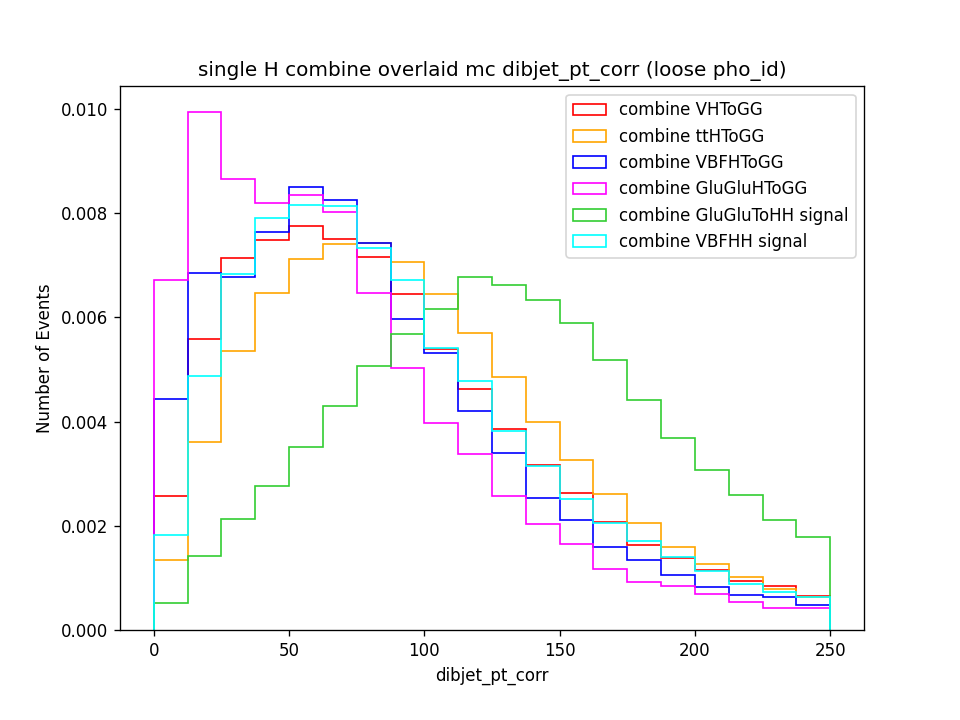 single H combine overlaid mc dibjet_pt_corr (loose pho_id)
0.010
0.008
0.006
0.004
0.002
0.000
Number of Events
combine VHToGG
combine ttHToGG
combine VBFHToGG
combine GluGluHToGG
combine GluGluToHH signal
combine VBFHH signal
0 50 100 150 200 250
dibjet_pt_corr